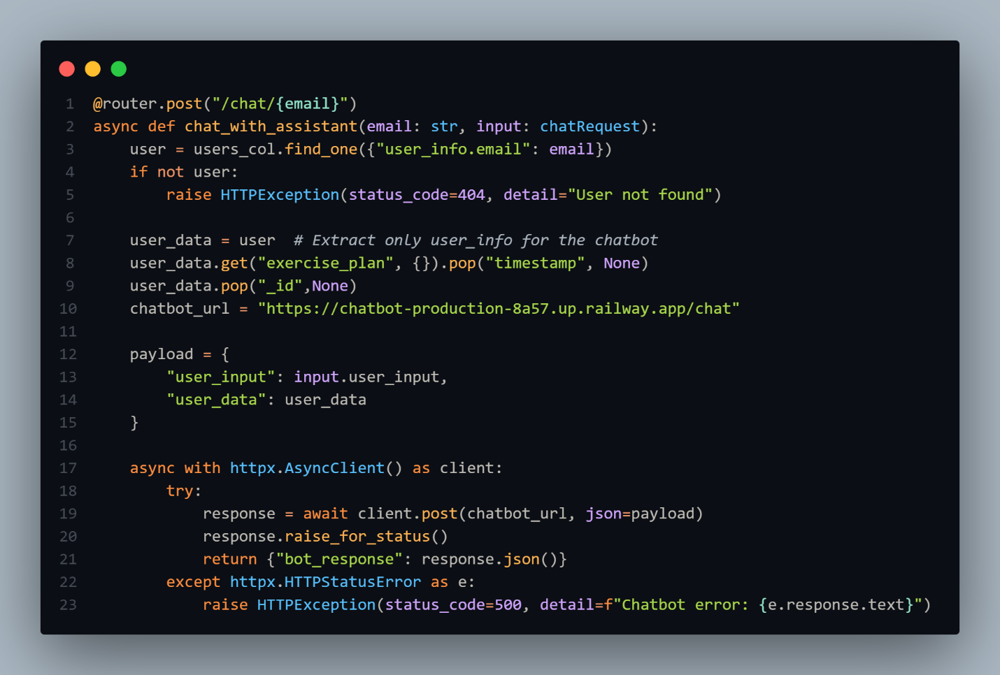 1 @router.post("/chat/{email}")
2 async def chat_with_assistant(email: str, input: chatRequest):
3     user = users_col.find_one({"user_info.email": email})
4     if not user:
5         raise HTTPException(status_code=404, detail="User not found")
6
7     user_data = user  # Extract only user_info for the chatbot
8     user_data.get("exercise_plan", {}).pop("timestamp", None)
9     user_data.pop("_id",None)
10     chatbot_url = "https://chatbot-production-8a57.up.railway.app/chat"
11
12     payload = {
13         "user_input": input.user_input,
14         "user_data": user_data
15     }
16
17     async with httpx.AsyncClient() as client:
18         try:
19             response = await client.post(chatbot_url, json=payload)
20             response.raise_for_status()
21             return {"bot_response": response.json()}
22         except httpx.HTTPStatusError as e:
23             raise HTTPException(status_code=500, detail=f"Chatbot error: {e.response.text}")